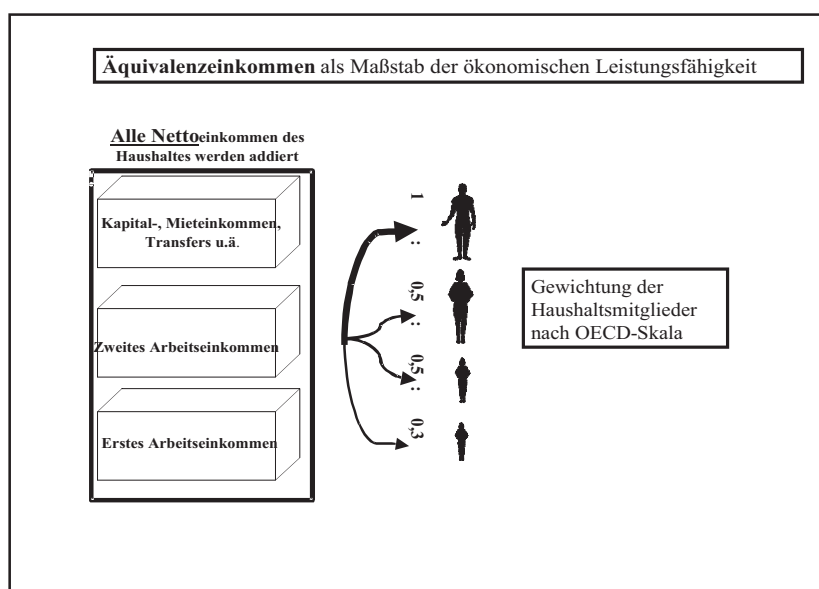 Äquivalenzeinkommen als Maßstab der ökonomischen Leistungsfähigkeit
Alle Nettoeinkommen des
Haushaltes werden addiert
Kapital-, Mieteinkommen,
Transfers u.ä.
Zweites Arbeitseinkommen
Erstes Arbeitseinkommen
1 : 0,5 : 0,5 : 0,3
Gewichtung der
Haushaltsmitglieder
nach OECD-Skala